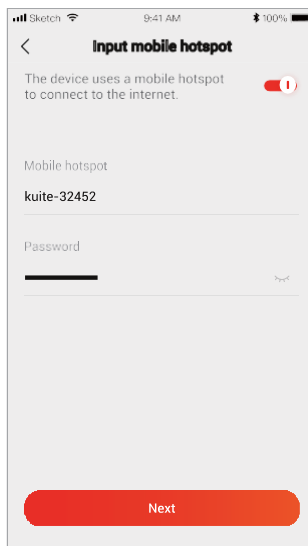 Sketch 9:41 AM 100%
Input mobile hotspot
The device uses a mobile hotspot
to connect to the internet.
Mobile hotspot
kuite-32452
Password
Next